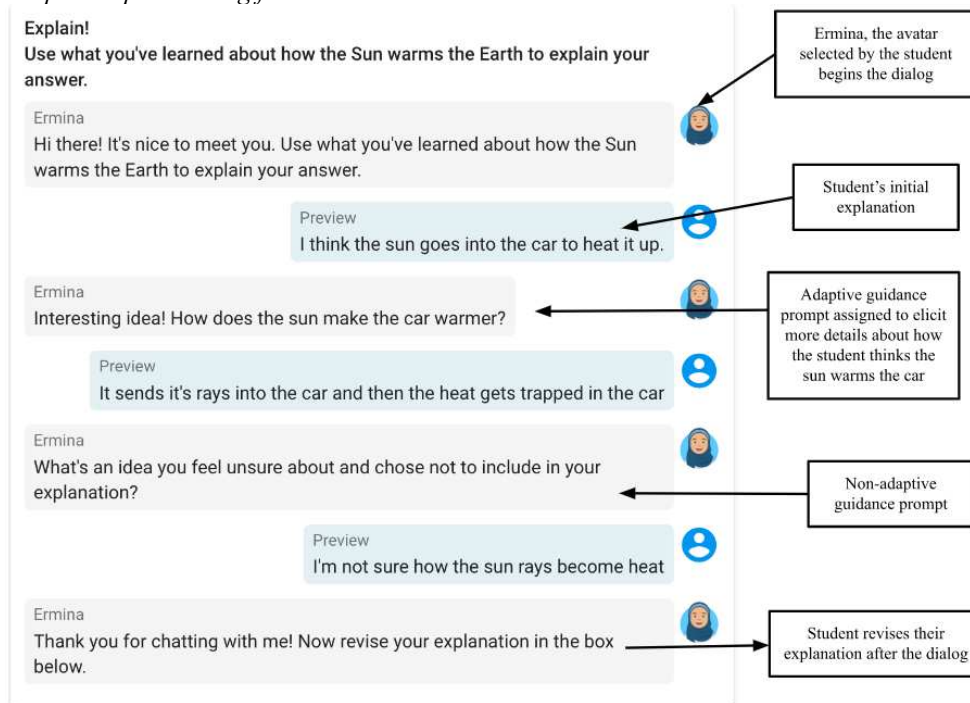 Explain!
Use what you've learned about how the Sun warms the Earth to explain your
answer.
Ermina
Hi there! It's nice to meet you. Use what you've learned about how the Sun
warms the Earth to explain your answer.
Preview
I think the sun goes into the car to heat it up.
Ermina
Interesting idea! How does the sun make the car warmer?
Preview
It sends it's rays into the car and then the heat gets trapped in the car
Ermina
What's an idea you feel unsure about and chose not to include in your
explanation?
Preview
I'm not sure how the sun rays become heat
Ermina
Thank you for chatting with me! Now revise your explanation in the box
below.
Ermina, the avatar
selected by the student
begins the dialog
Student's initial
explanation
Adaptive guidance
prompt assigned to elicit
more details about how
the student thinks the
sun warms the car
Non-adaptive
guidance prompt
Student revises their
explanation after the dialog